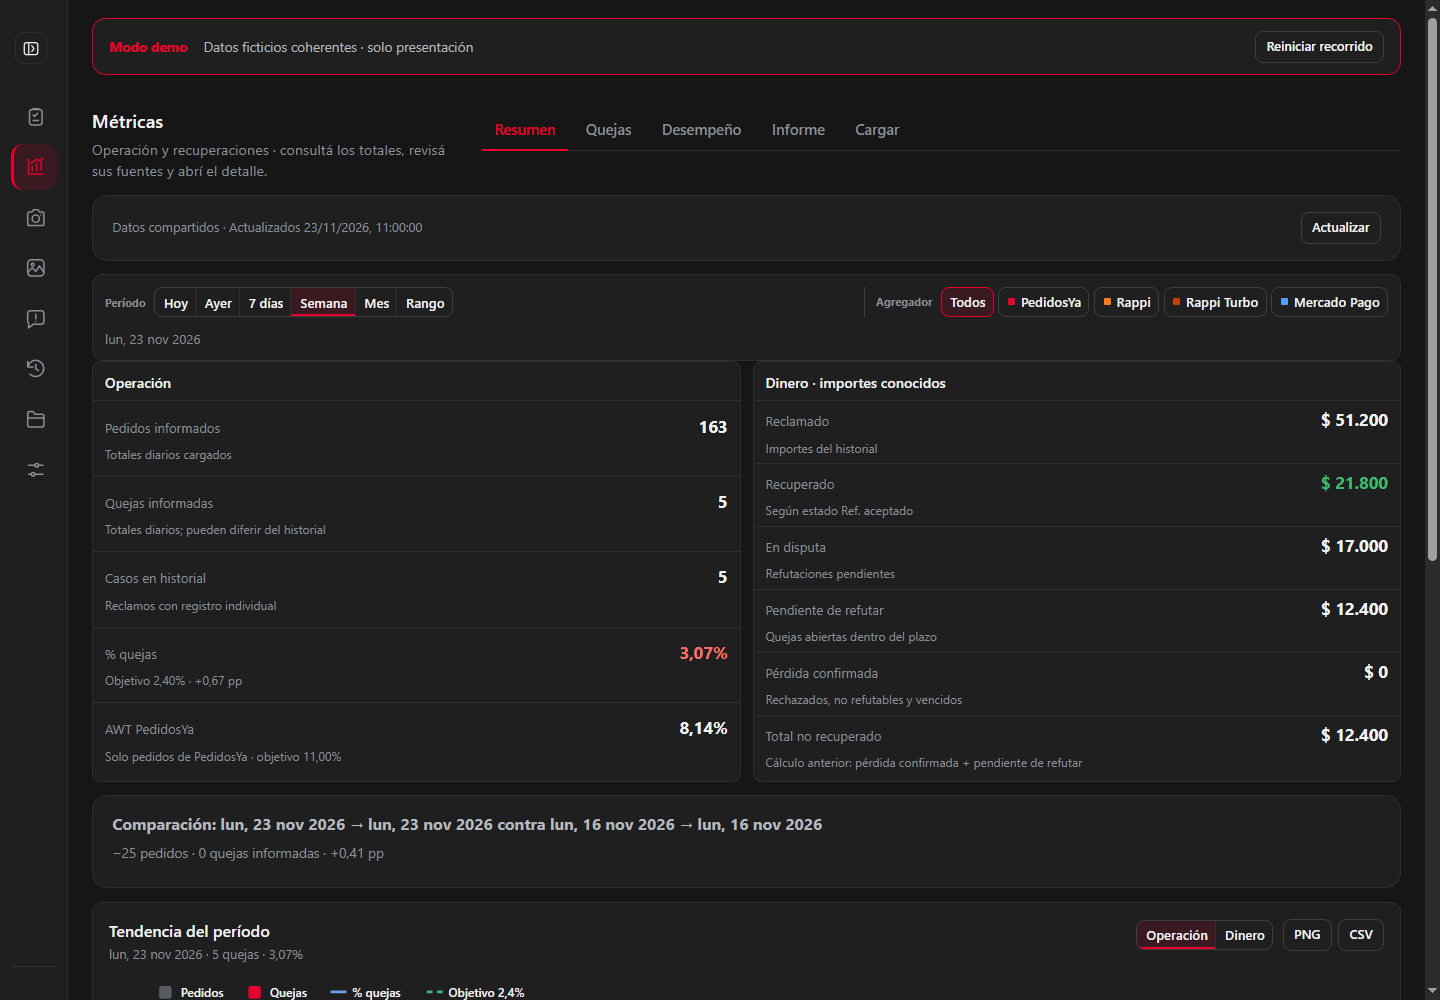 Modo demo Datos ficticios coherentes · solo presentación Reiniciar recorrido
Métricas
Operación y recuperaciones · consultá los totales, revisá
sus fuentes y abrí el detalle.
Resumen Quejas Desempeño Informe Cargar
Datos compartidos · Actualizados 23/11/2026, 11:00:00 Actualizar
Período Hoy Ayer 7 días Semana Mes Rango
Agregador Todos PedidosYa Rappi Rappi Turbo Mercado Pago
lun, 23 nov 2026
Operación
Pedidos informados 163
Totales diarios cargados
Quejas informadas 5
Totales diarios; pueden diferir del historial
Casos en historial 5
Reclamos con registro individual
% quejas 3,07%
Objetivo 2,40% · +0,67 pp
AWT PedidosYa 8,14%
Solo pedidos de PedidosYa · objetivo 11,00%
Dinero · importes conocidos
Reclamado $ 51.200
Importes del historial
Recuperado $ 21.800
Según estado Ref. aceptado
En disputa $ 17.000
Refutaciones pendientes
Pendiente de refutar $ 12.400
Quejas abiertas dentro del plazo
Pérdida confirmada $ 0
Rechazados, no refutables y vencidos
Total no recuperado $ 12.400
Cálculo anterior: pérdida confirmada + pendiente de refutar
Comparación: lun, 23 nov 2026 → lun, 23 nov 2026 contra lun, 16 nov 2026 → lun, 16 nov 2026
−25 pedidos · 0 quejas informadas · +0,41 pp
Tendencia del período
lun, 23 nov 2026 · 5 quejas · 3,07%
Operación Dinero PNG CSV
Pedidos Quejas % quejas Objetivo 2,4%